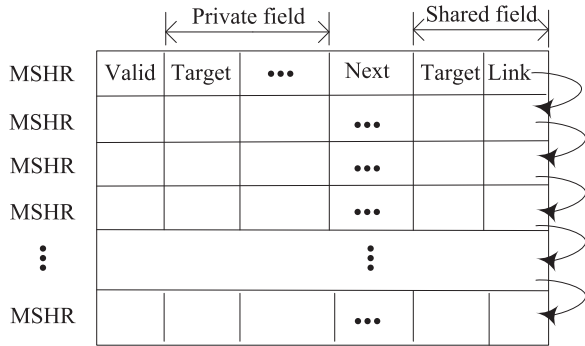 Private field Shared field
MSHR Valid Target ••• Next Target Link
MSHR •••
MSHR •••
MSHR •••
MSHR •••